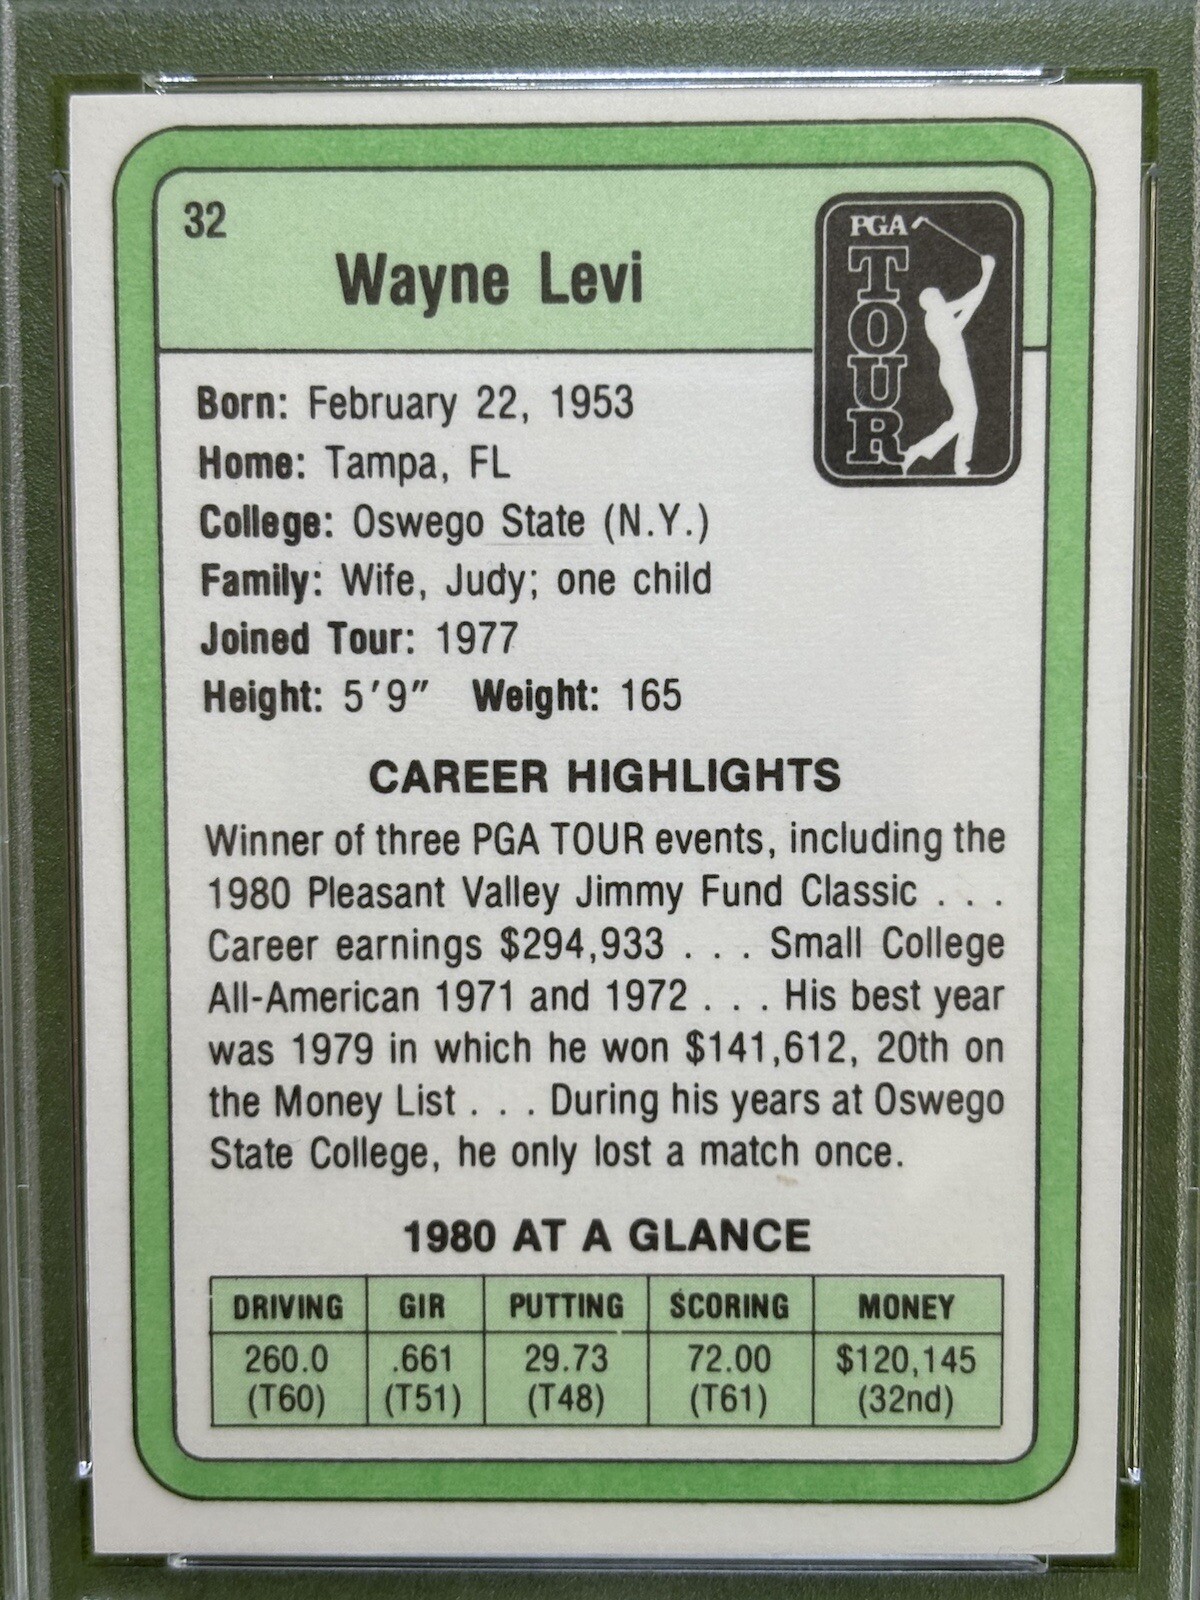 32
Wayne Levi
PGA
TOUR
Born: February 22, 1953
Home: Tampa, FL
College: Oswego State (N.Y.)
Family: Wife, Judy; one child
Joined Tour: 1977
Height: 5'9" Weight: 165
CAREER HIGHLIGHTS
Winner of three PGA TOUR events, including the
1980 Pleasant Valley Jimmy Fund Classic . . .
Career earnings $294,933 . . . Small College
All-American 1971 and 1972 . . . His best year
was 1979 in which he won $141,612, 20th on
the Money List . . . During his years at Oswego
State College, he only lost a match once.
1980 AT A GLANCE
DRIVING GIR PUTTING SCORING MONEY
260.0 .661 29.73 72.00 $120,145
(T60) (T51) (T48) (T61) (32nd)